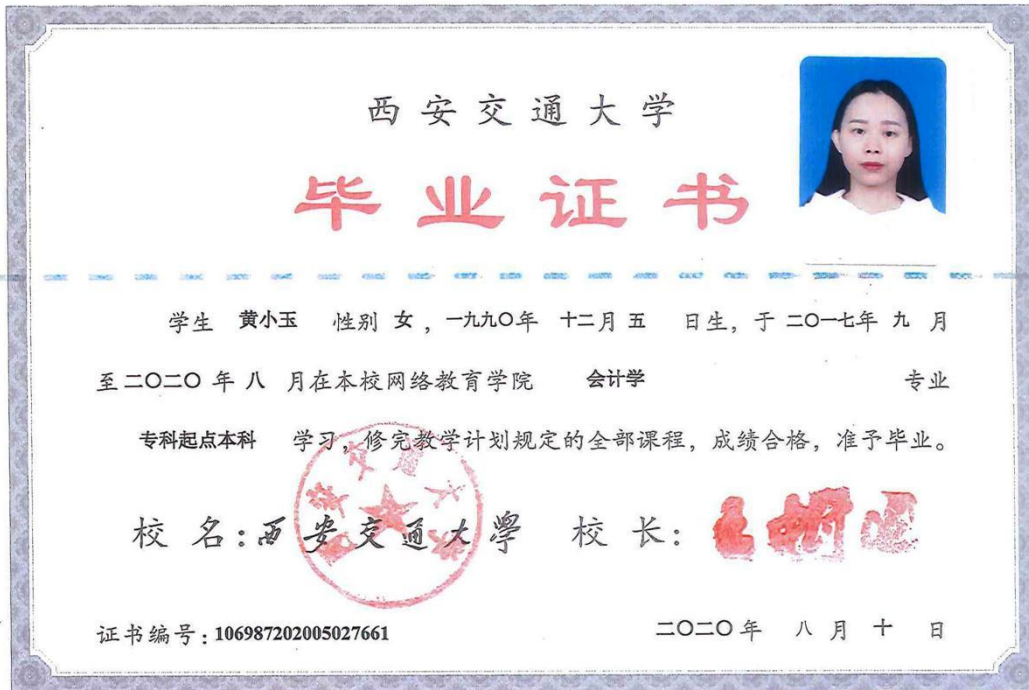 西安交通大学
毕业证书
学生 黄小玉 性别 女，一九九〇年 十二月 五 日生，于 二〇一七年 九 月
至 二〇二〇 年 八 月在本校网络教育学院 会计学 专业
专科起点本科 学习，修完教学计划规定的全部课程，成绩合格，准予毕业。
校 名：西安交通大學 校 长：
证书编号：106987202005027661 二〇二〇年 八 月 十 日